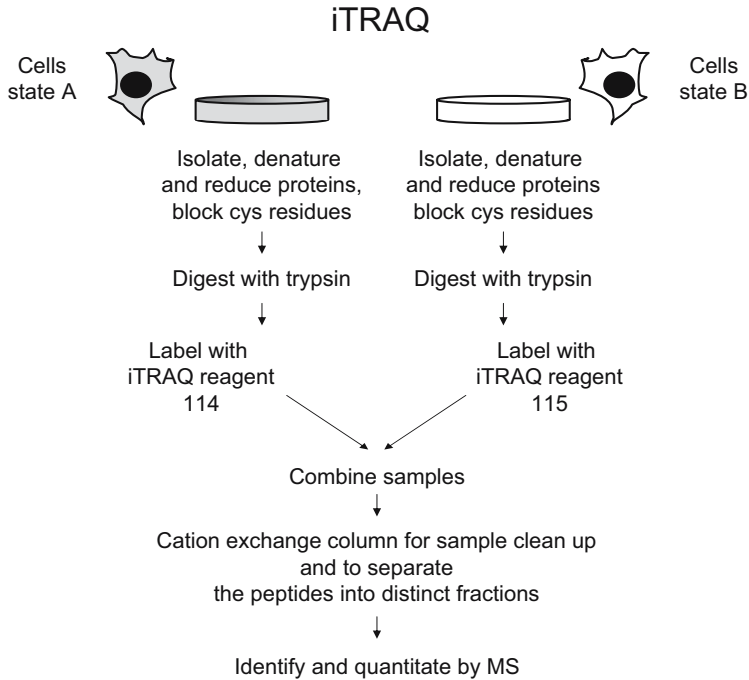 iTRAQ
Cells
state A
Cells
state B
Isolate, denature
and reduce proteins,
block cys residues
Isolate, denature
and reduce proteins
block cys residues
Digest with trypsin
Digest with trypsin
Label with
iTRAQ reagent
114
Label with
iTRAQ reagent
115
Combine samples
Cation exchange column for sample clean up
and to separate
the peptides into distinct fractions
Identify and quantitate by MS